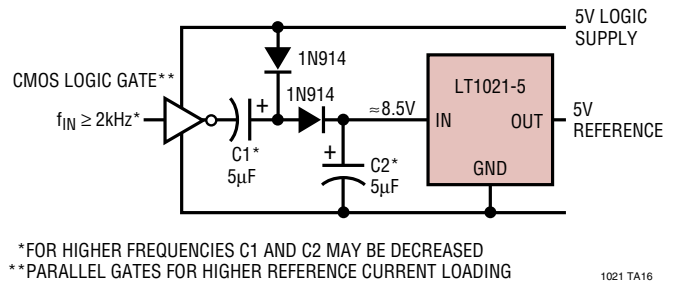 5V LOGIC
SUPPLY
1N914
CMOS LOGIC GATE**
1N914
LT1021-5
fIN ≥ 2kHz*
+
≈8.5V
IN
OUT
5V
REFERENCE
C1*
5µF
+
C2*
5µF
GND
*FOR HIGHER FREQUENCIES C1 AND C2 MAY BE DECREASED
**PARALLEL GATES FOR HIGHER REFERENCE CURRENT LOADING
1021 TA16